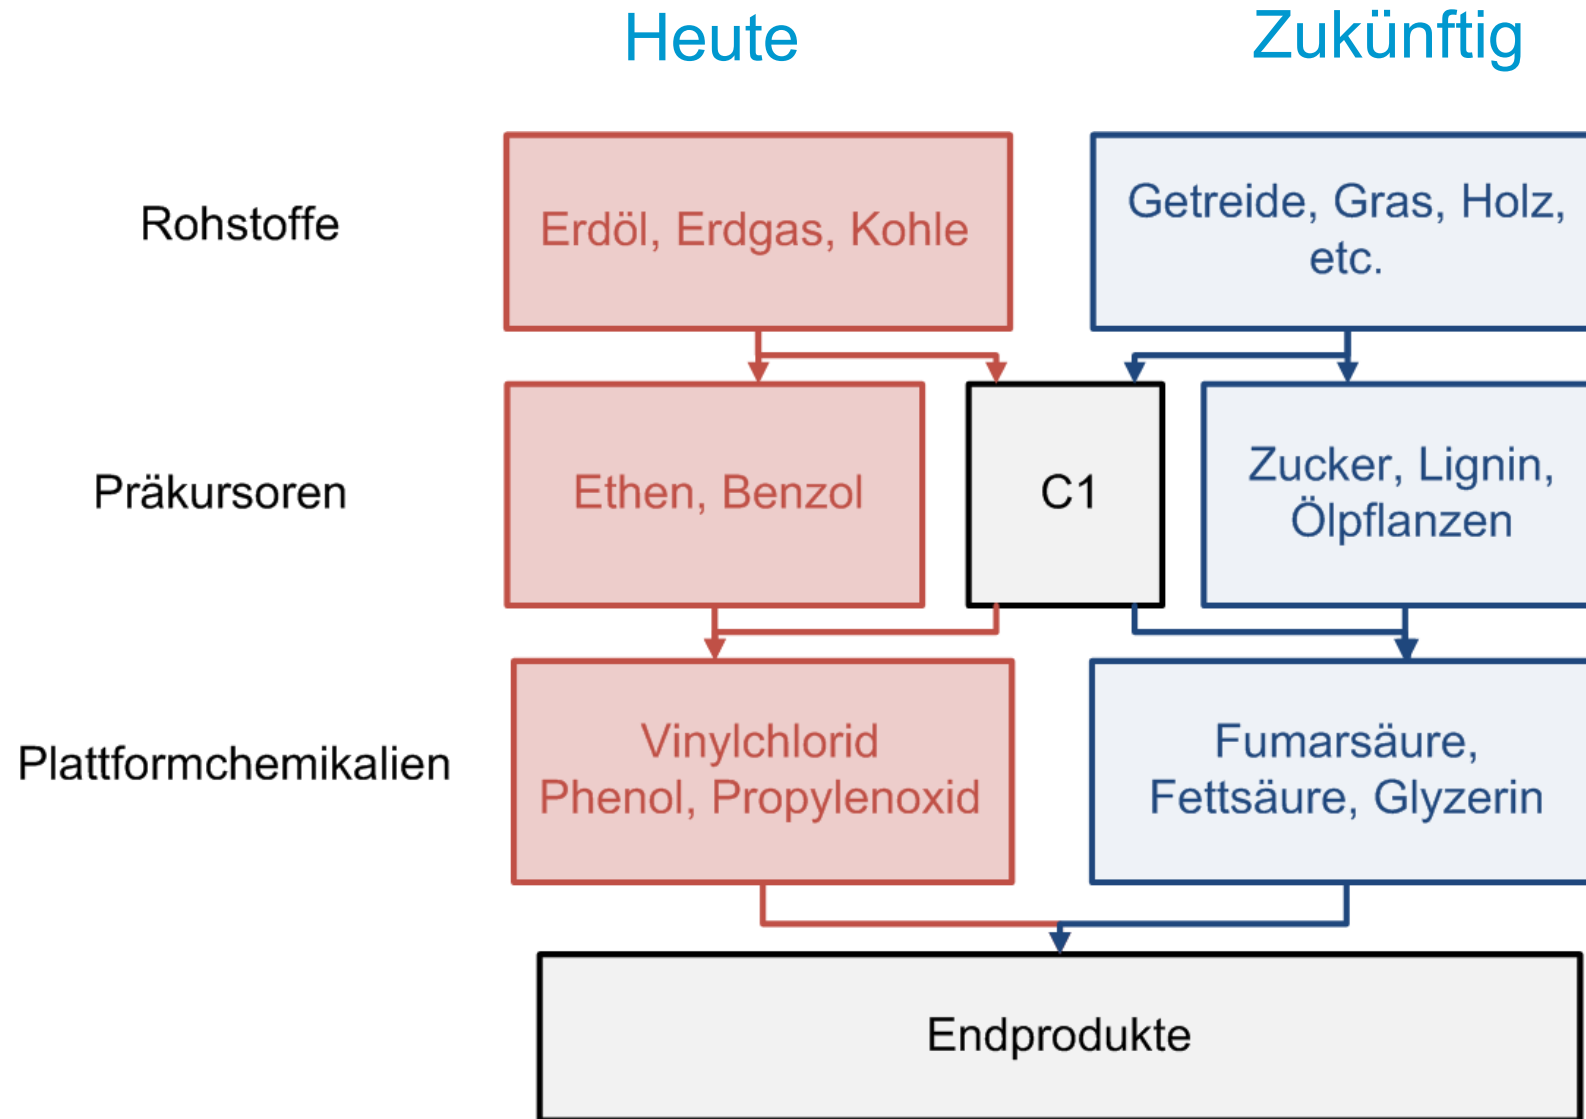 Heute
Zukünftig
Rohstoffe
Erdöl, Erdgas, Kohle
Getreide, Gras, Holz,
etc.
Präkursoren
Ethen, Benzol
C1
Zucker, Lignin,
Ölpflanzen
Plattformchemikalien
Vinylchlorid
Phenol, Propylenoxid
Fumarsäure,
Fettsäure, Glyzerin
Endprodukte